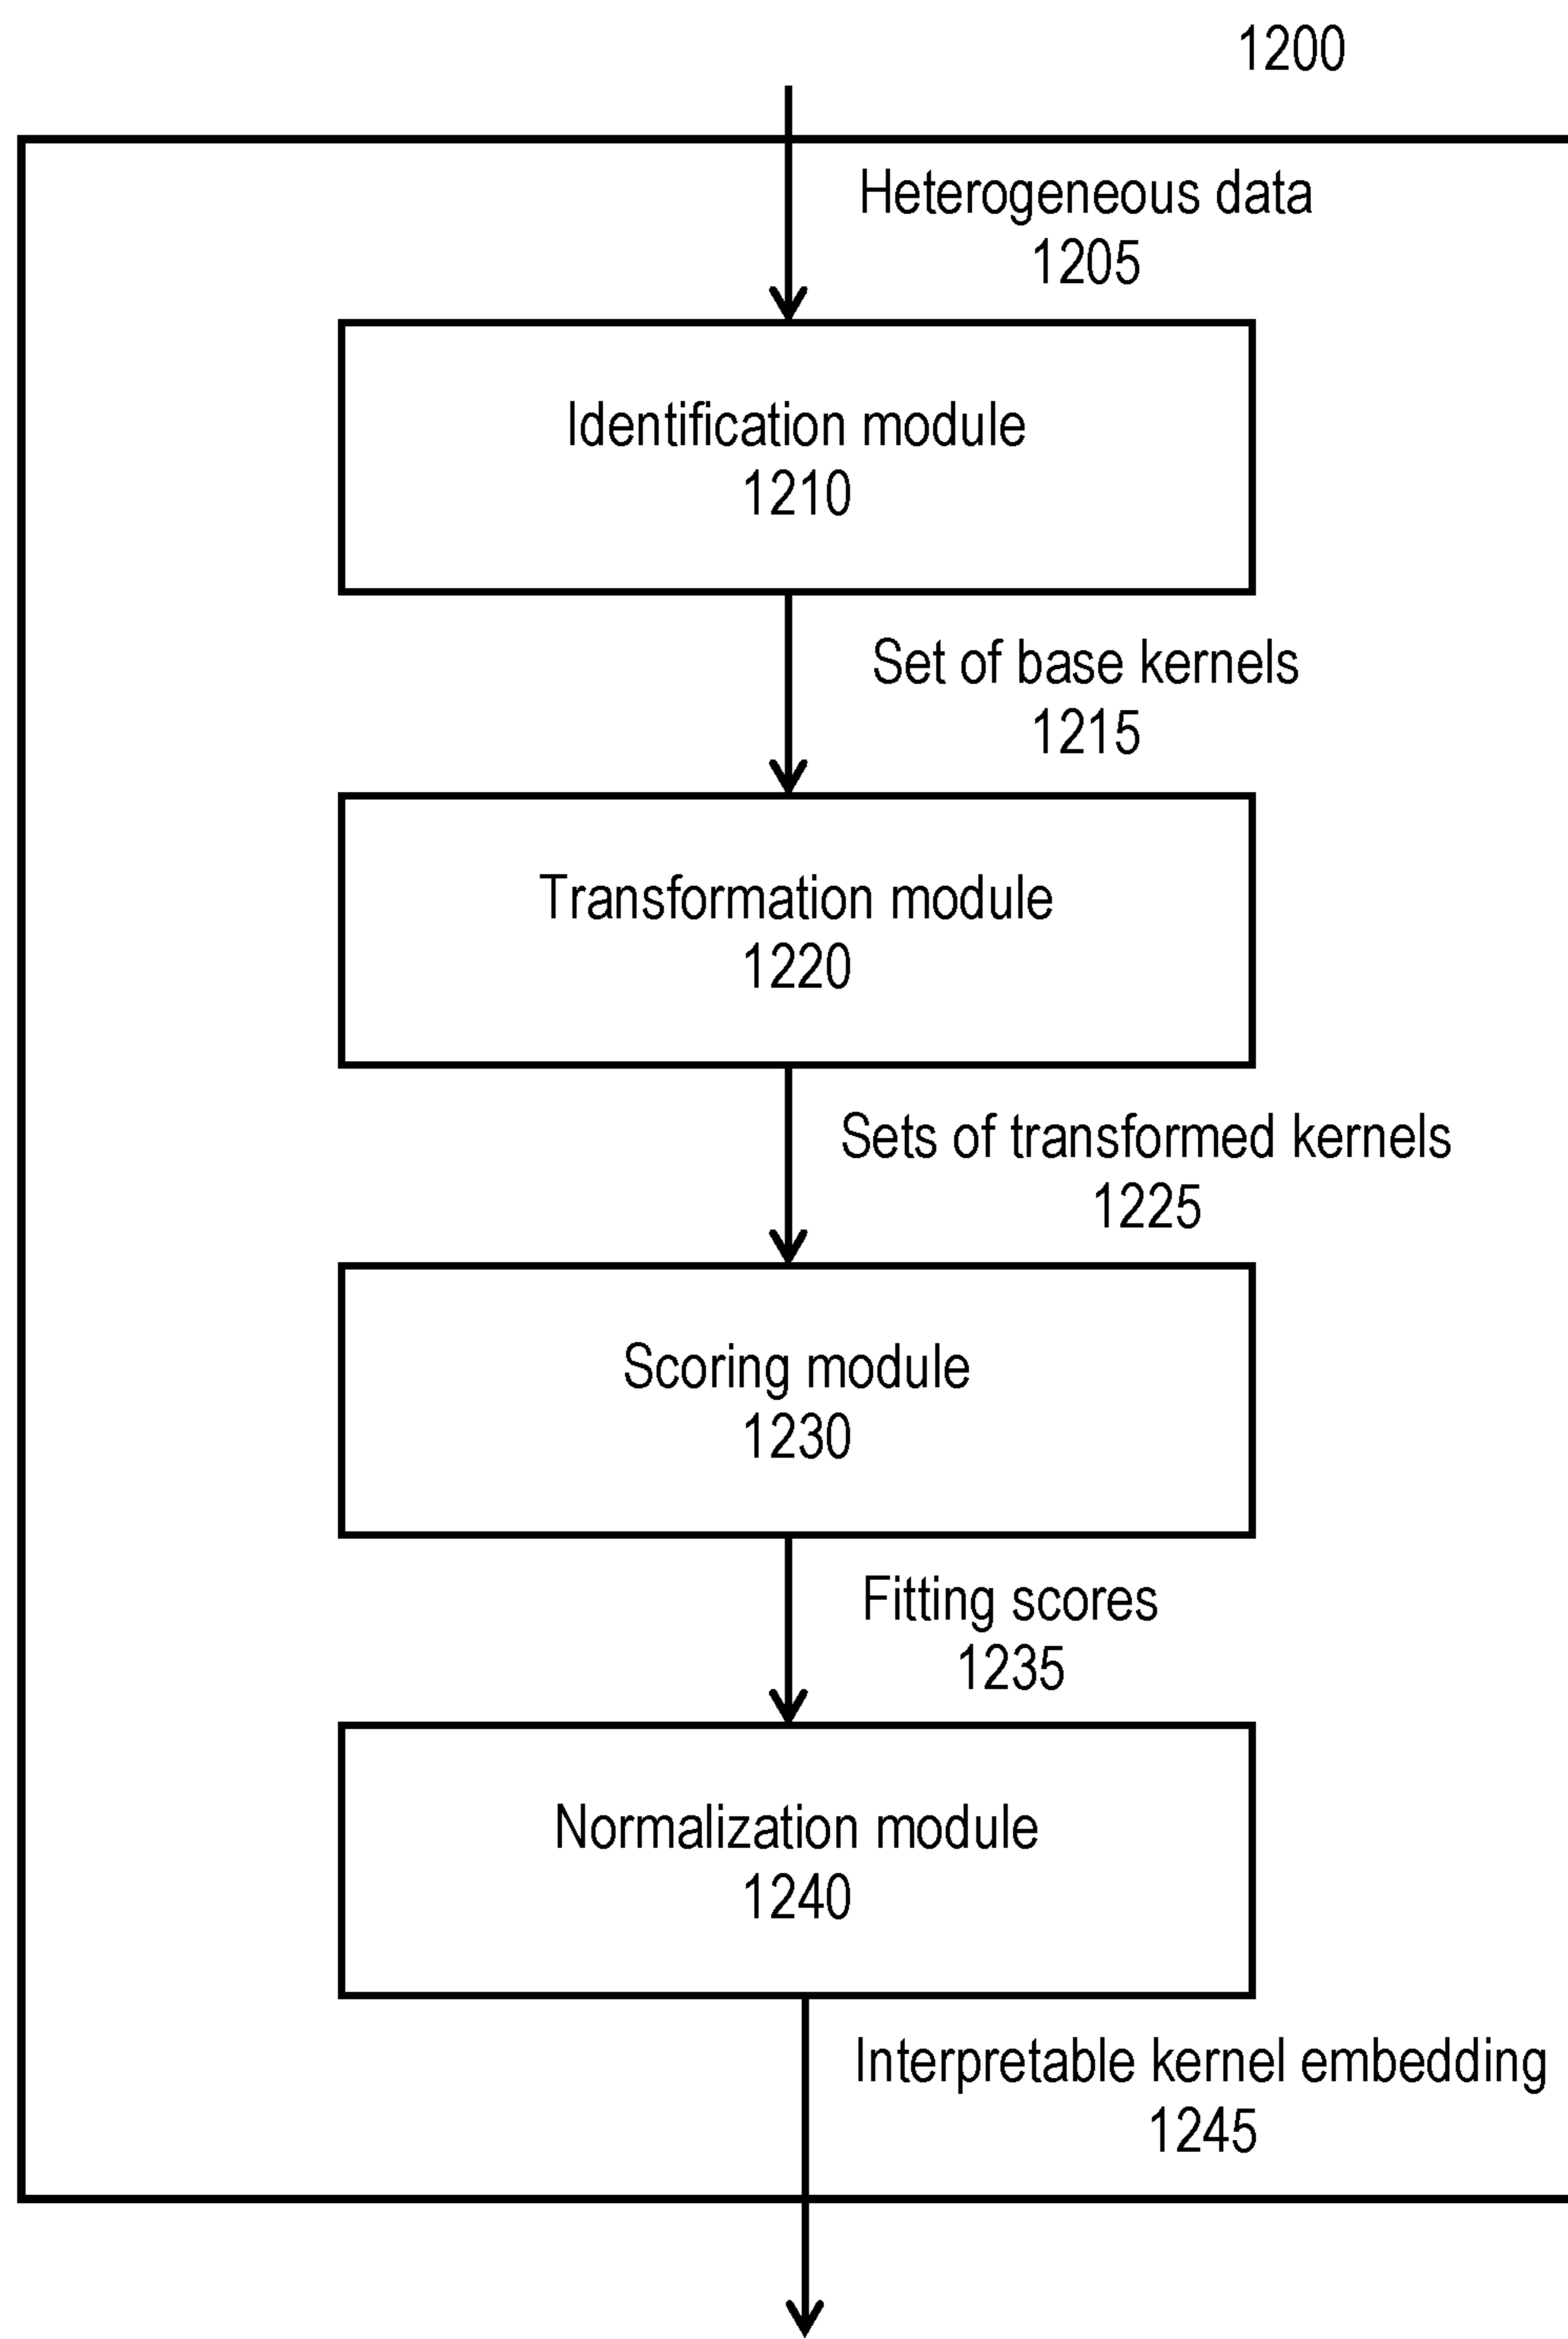 1200
Heterogeneous data
1205
Identification module
1210
Set of base kernels
1215
Transformation module
1220
Sets of transformed kernels
1225
Scoring module
1230
Fitting scores
1235
Normalization module
1240
Interpretable kernel embedding
1245